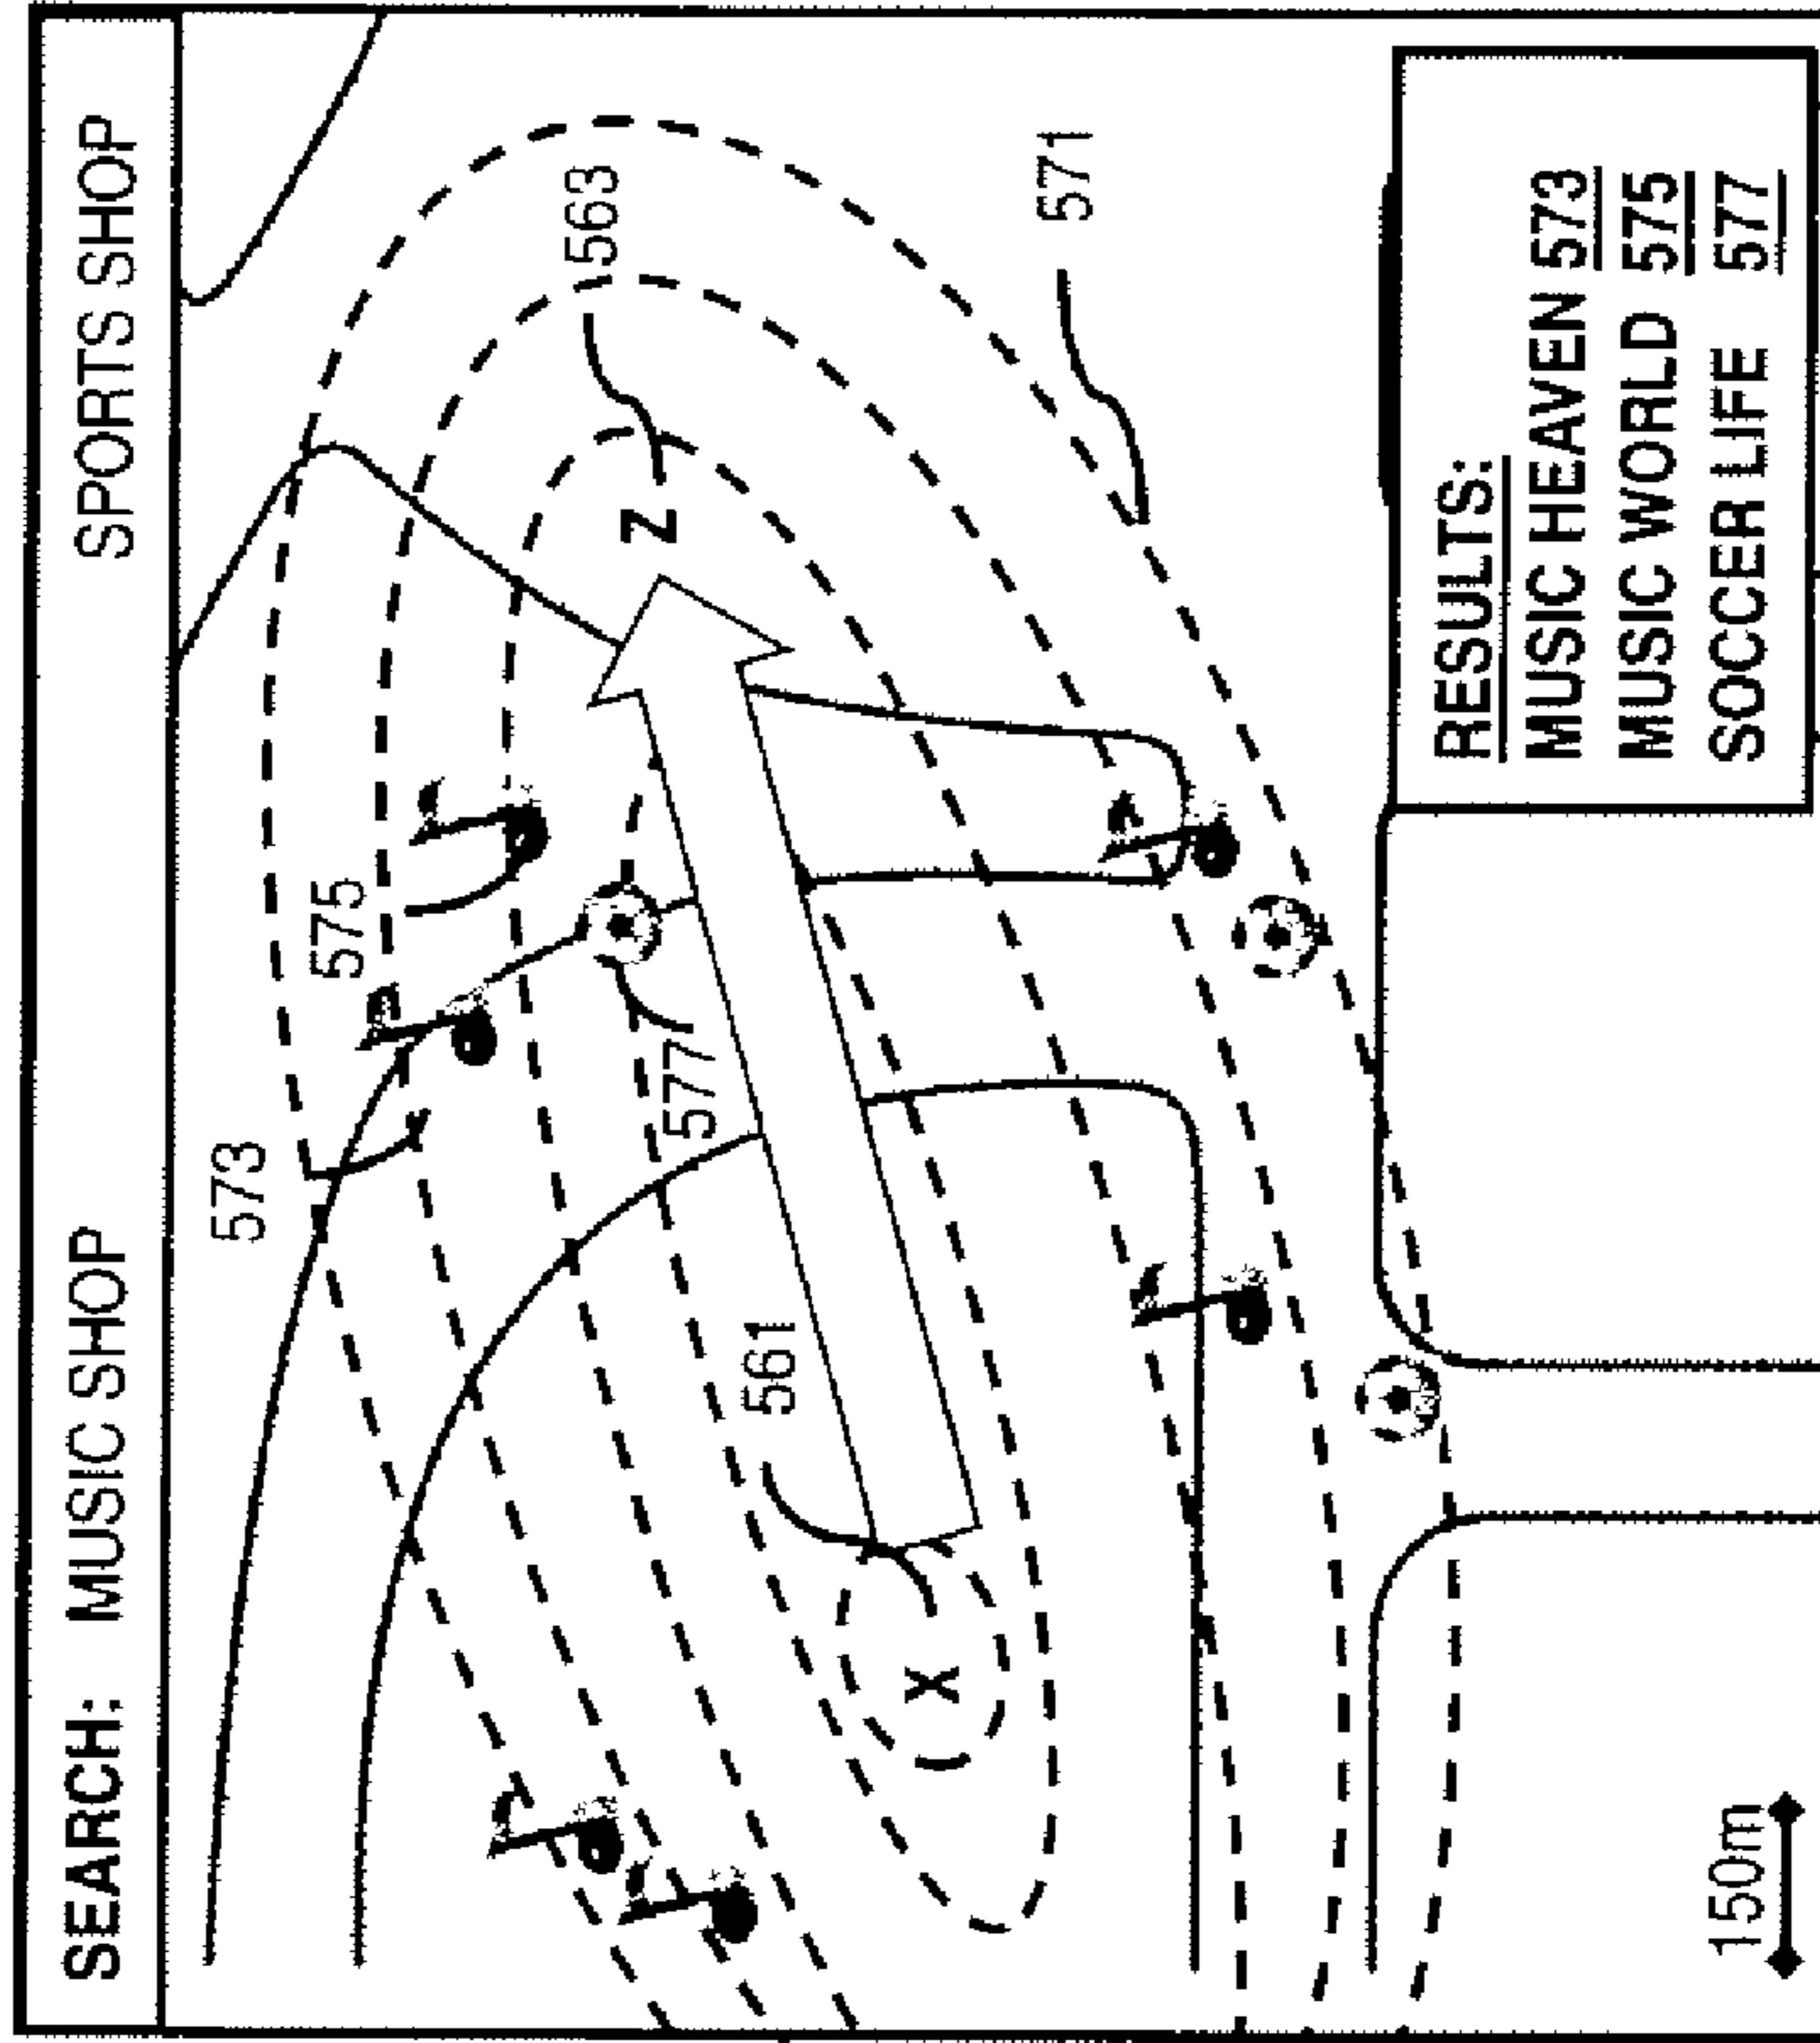 SEARCH: MUSIC SHOP SPORTS SHOP
573
575
563
577
561
Z
X
571
RESULTS:
MUSIC HEAVEN 573
MUSIC WORLD 575
SOCCER LIFE 577
150m